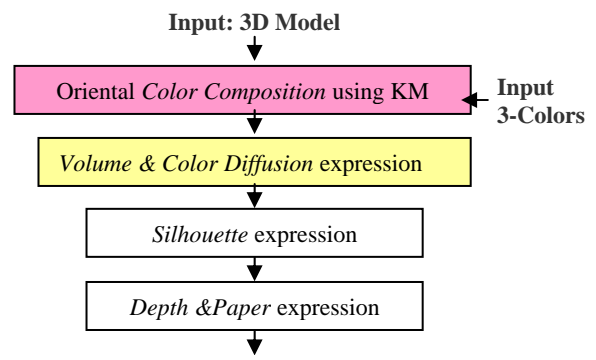 Input: 3D Model
Oriental Color Composition using KM
Input
3-Colors
Volume & Color Diffusion expression
Silhouette expression
Depth &Paper expression